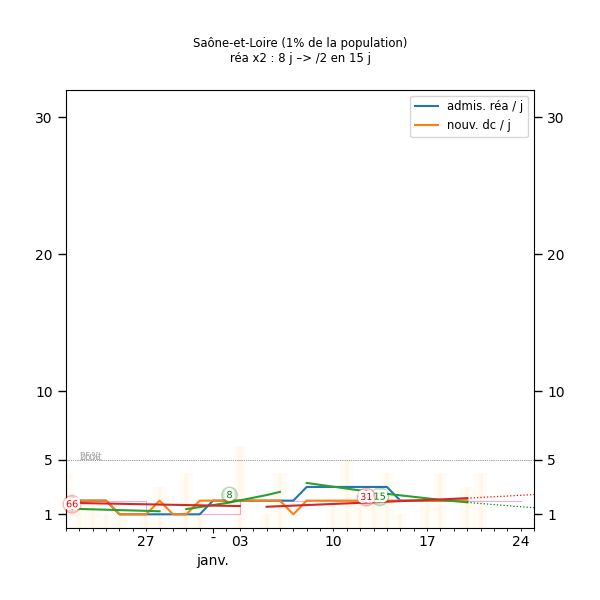 Saône-et-Loire (1% de la population)
réa x2 : 8 j –> /2 en 15 j
admis. réa / j
nouv. dc / j
30 30
20 20
10 10
5 5
66 8 31 15
1 1
27 - 03 10 17 24
janv.